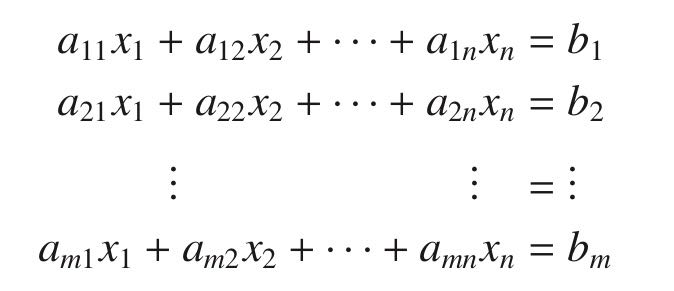 a₁₁x₁ + a₁₂x₂ + ··· + a₁ₙxₙ = b₁
a₂₁x₁ + a₂₂x₂ + ··· + a₂ₙxₙ = b₂
⋮ ⋮ = ⋮
aₘ₁x₁ + aₘ₂x₂ + ··· + aₘₙxₙ = bₘ